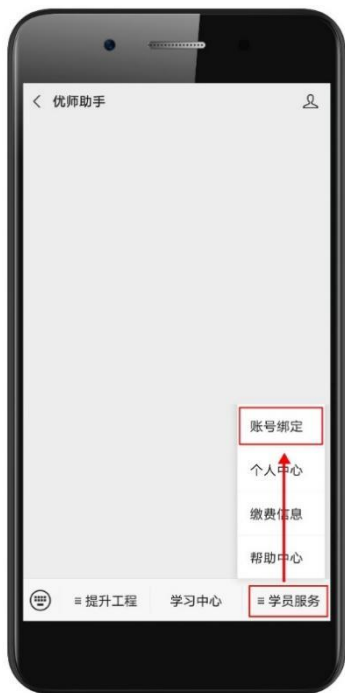 优师助手
账号绑定
个人中心
缴费信息
帮助中心
≡ 提升工程 学习中心 ≡ 学员服务